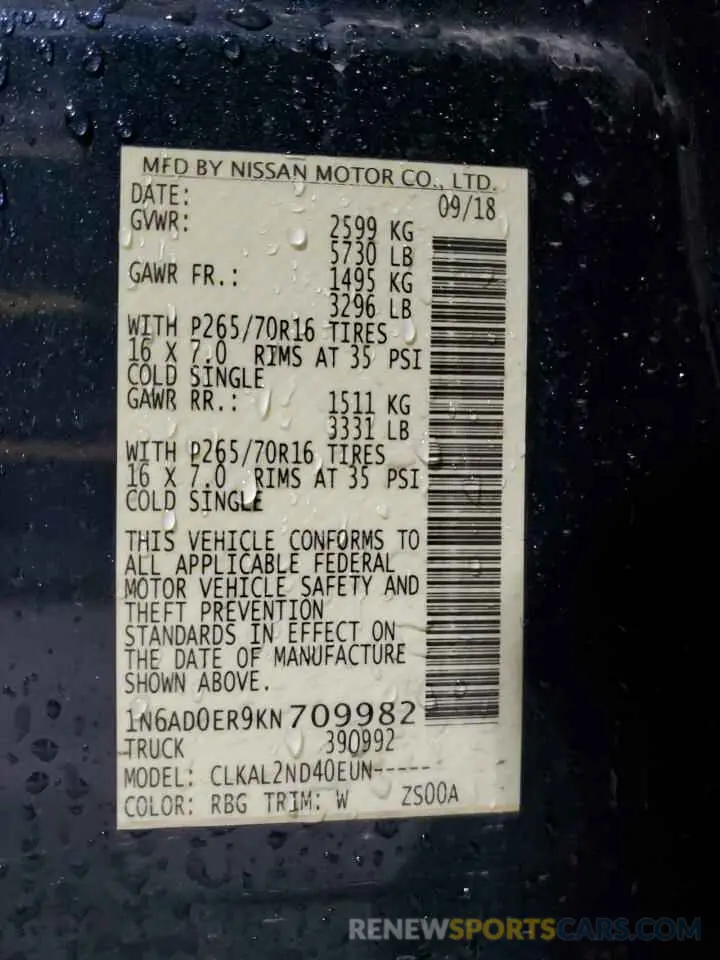 MFD BY NISSAN MOTOR CO., LTD.
DATE: 09/18
GVWR: 2599 KG
5730 LB
GAWR FR.: 1495 KG
3296 LB
WITH P265/70R16 TIRES
16 X 7.0 RIMS AT 35 PSI
COLD SINGLE
GAWR RR.: 1511 KG
3331 LB
WITH P265/70R16 TIRES
16 X 7.0 RIMS AT 35 PSI
COLD SINGLE
THIS VEHICLE CONFORMS TO
ALL APPLICABLE FEDERAL
MOTOR VEHICLE SAFETY AND
THEFT PREVENTION
STANDARDS IN EFFECT ON
THE DATE OF MANUFACTURE
SHOWN ABOVE.
1N6AD0ER9KN709982
TRUCK 390992
MODEL: CLKAL2ND40EUN-----
COLOR: RBG TRIM: W ZS00A
RENEWSPORTSCARS.COM